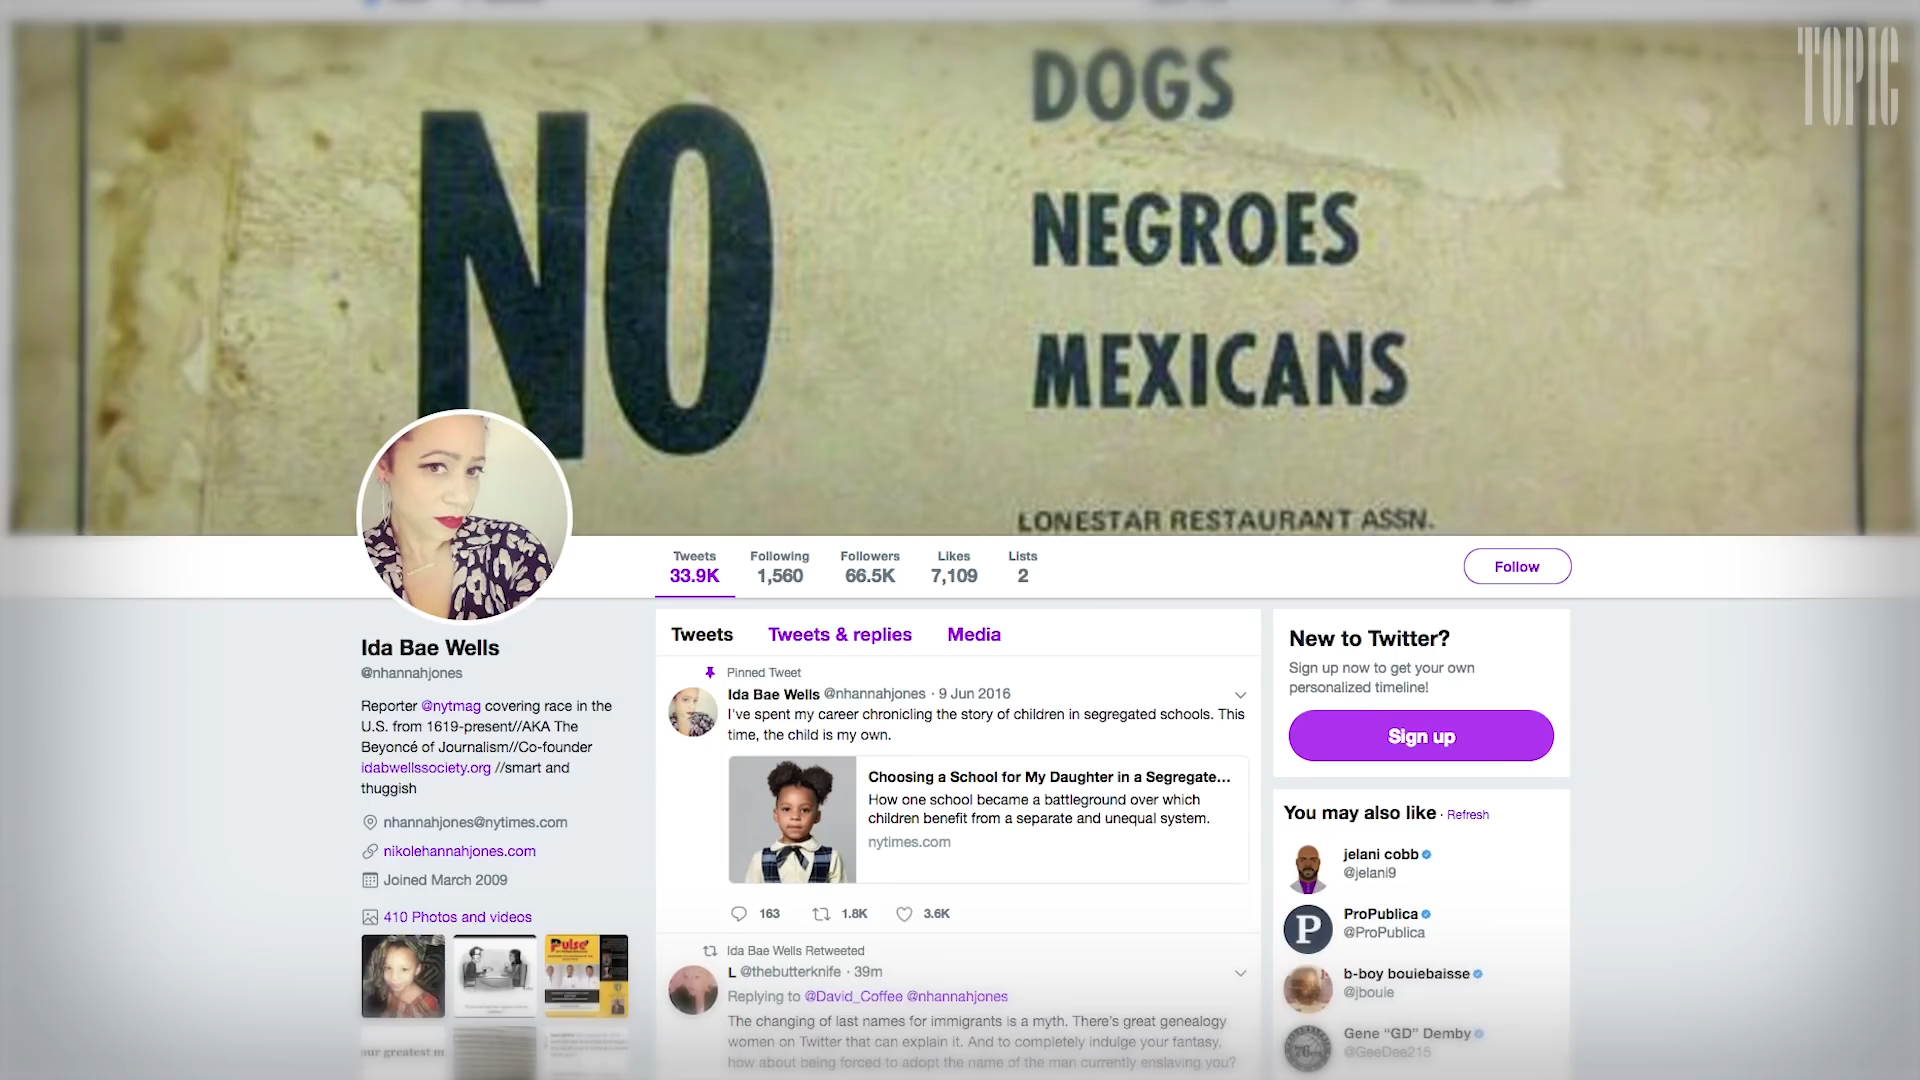 TOPIC
NO
DOGS
NEGROES
MEXICANS
LONESTAR RESTAURANT ASSN.
Tweets
33.9K
Following
1,560
Followers
66.5K
Likes
7,109
Lists
2
Follow
Ida Bae Wells
@nhannahjones
Reporter @nytmag covering race in the
U.S. from 1619-present//AKA The
Beyoncé of Journalism//Co-founder
idabwellssociety.org //smart and
thuggish
nhannahjones@nytimes.com
nikolehannahjones.com
Joined March 2009
410 Photos and videos
Pulse
our greatest m
Tweets
Tweets & replies
Media
Pinned Tweet
Ida Bae Wells @nhannahjones · 9 Jun 2016
I've spent my career chronicling the story of children in segregated schools. This
time, the child is my own.
Choosing a School for My Daughter in a Segregate...
How one school became a battleground over which
children benefit from a separate and unequal system.
nytimes.com
163
1.8K
3.6K
Ida Bae Wells Retweeted
L @thebutterknife · 39m
Replying to @David_Coffee @nhannahjones
The changing of last names for immigrants is a myth. There's great genealogy
women on Twitter that can explain it. And to completely indulge your fantasy,
how about being forced to adopt the name of the man currently enslaving you?
New to Twitter?
Sign up now to get your own
personalized timeline!
Sign up
You may also like · Refresh
jelani cobb
@jelani9
P
ProPublica
@ProPublica
b-boy bouiebaisse
@jbouie
76ers
Gene “GD” Demby
@GeeDee215